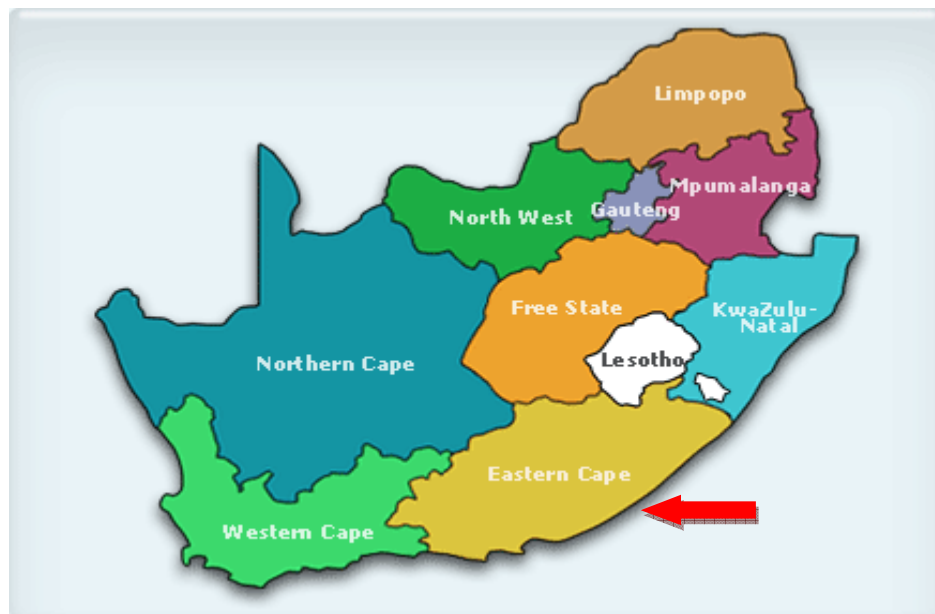 Limpopo
Mpumalanga
Gauteng
North West
Free State
KwaZulu-
Natal
Lesotho
Northern Cape
Eastern Cape
Western Cape